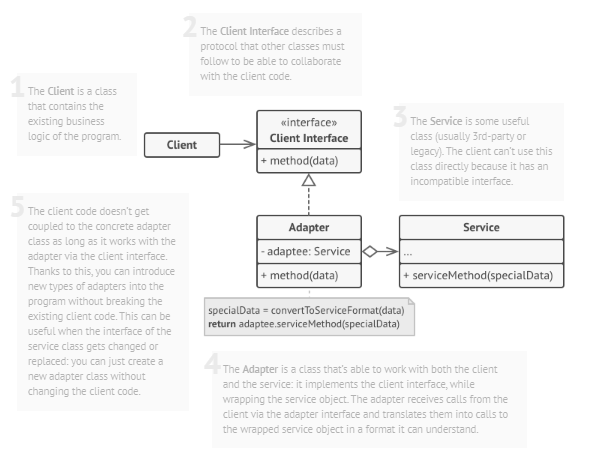 1
The Client is a class
that contains the
existing business
logic of the program.
2
The Client Interface describes a
protocol that other classes must
follow to be able to collaborate
with the client code.
3
The Service is some useful
class (usually 3rd-party or
legacy). The client can't use this
class directly because it has an
incompatible interface.
Client
«interface»
Client Interface
+ method(data)
Adapter
- adaptee: Service
+ method(data)
Service
...
+ serviceMethod(specialData)
specialData = convertToServiceFormat(data)
return adaptee.serviceMethod(specialData)
4
The Adapter is a class that's able to work with both the client
and the service: it implements the client interface, while
wrapping the service object. The adapter receives calls from the
client via the adapter interface and translates them into calls to
the wrapped service object in a format it can understand.
5
The client code doesn't get
coupled to the concrete adapter
class as long as it works with the
adapter via the client interface.
Thanks to this, you can introduce
new types of adapters into the
program without breaking the
existing client code. This can be
useful when the interface of the
service class gets changed or
replaced: you can just create a
new adapter class without
changing the client code.